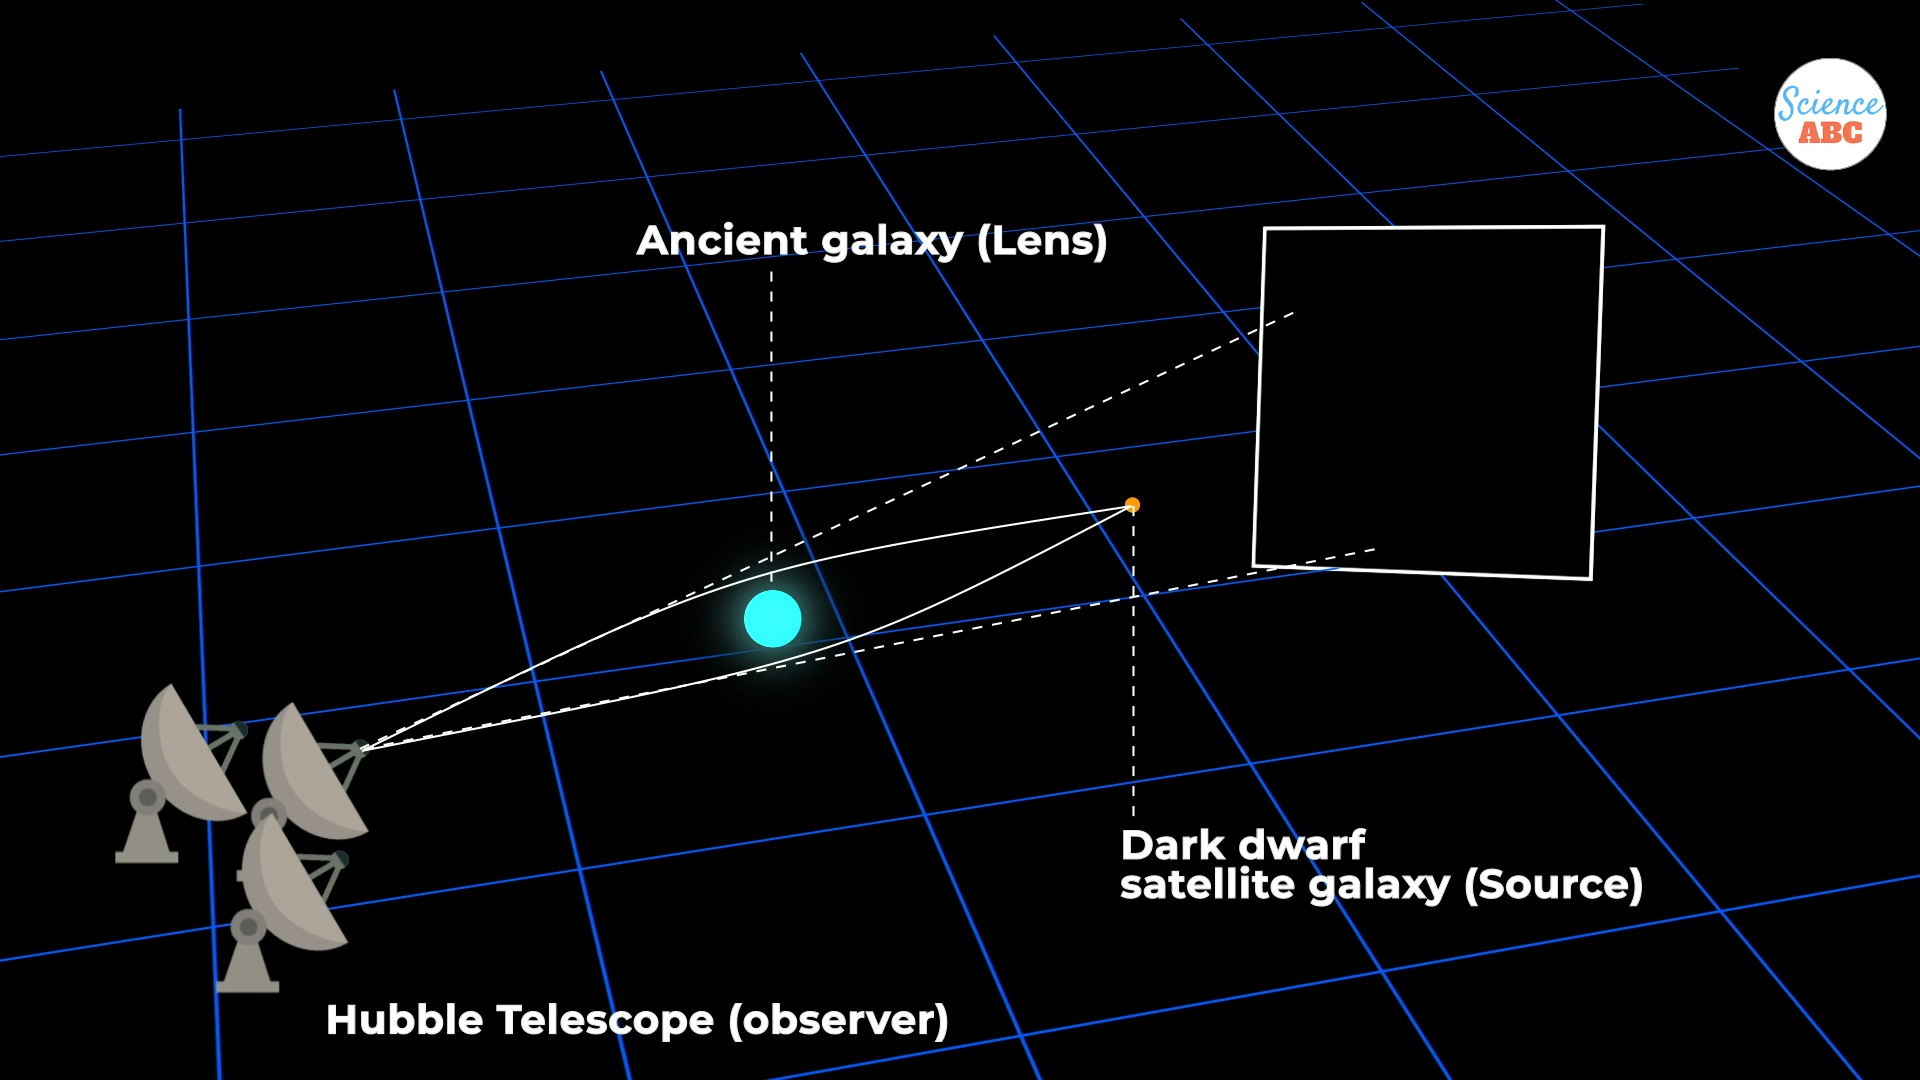 Science
ABC
Ancient galaxy (Lens)
Dark dwarf
satellite galaxy (Source)
Hubble Telescope (observer)